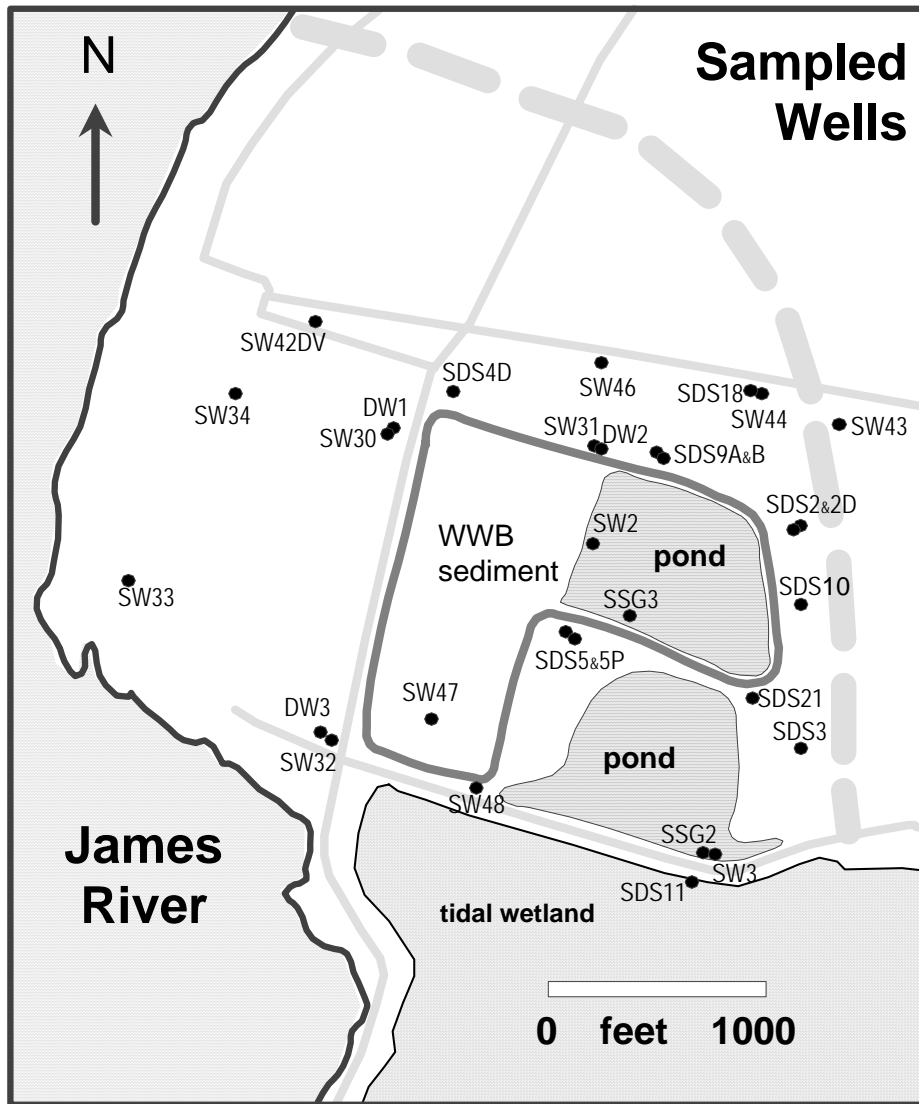 N
Sampled
Wells
SW42DV
SDS4D
SW46
SDS18
SW44
SW34
DW1
SW30
SW31
DW2
SW43
SDS9A&B
SDS2&2D
SW2
WWB
sediment
pond
SW33
SSG3
SDS10
SDS5&5P
SW47
SDS21
DW3
SDS3
SW32
pond
SW48
James
River
SSG2
SW3
SDS11
tidal wetland
0 feet 1000